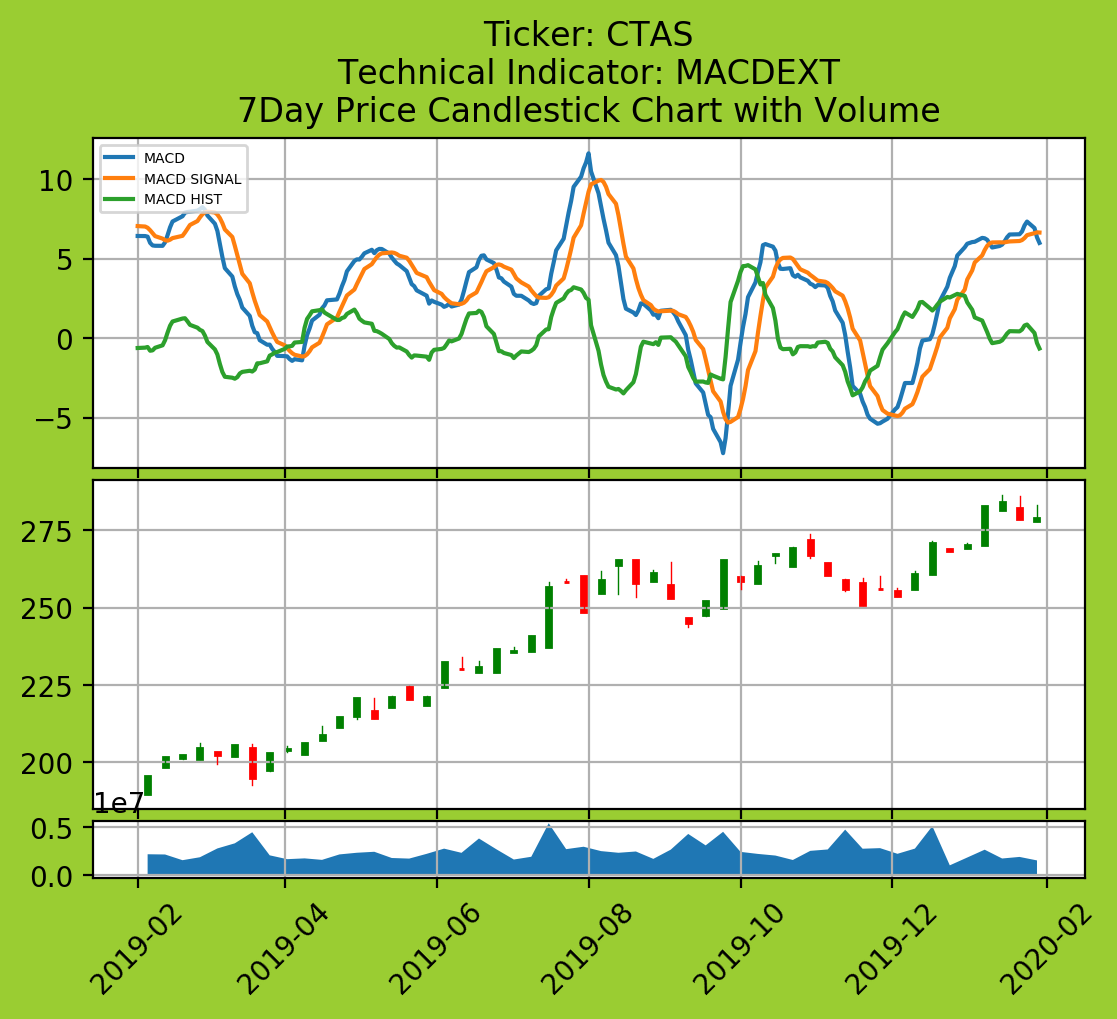 Ticker: CTAS
Technical Indicator: MACDEXT
7Day Price Candlestick Chart with Volume
MACD
MACD SIGNAL
MACD HIST
10
5
0
−5
275
250
225
200
1e7
0.5
0.0
2019-02
2019-04
2019-06
2019-08
2019-10
2019-12
2020-02